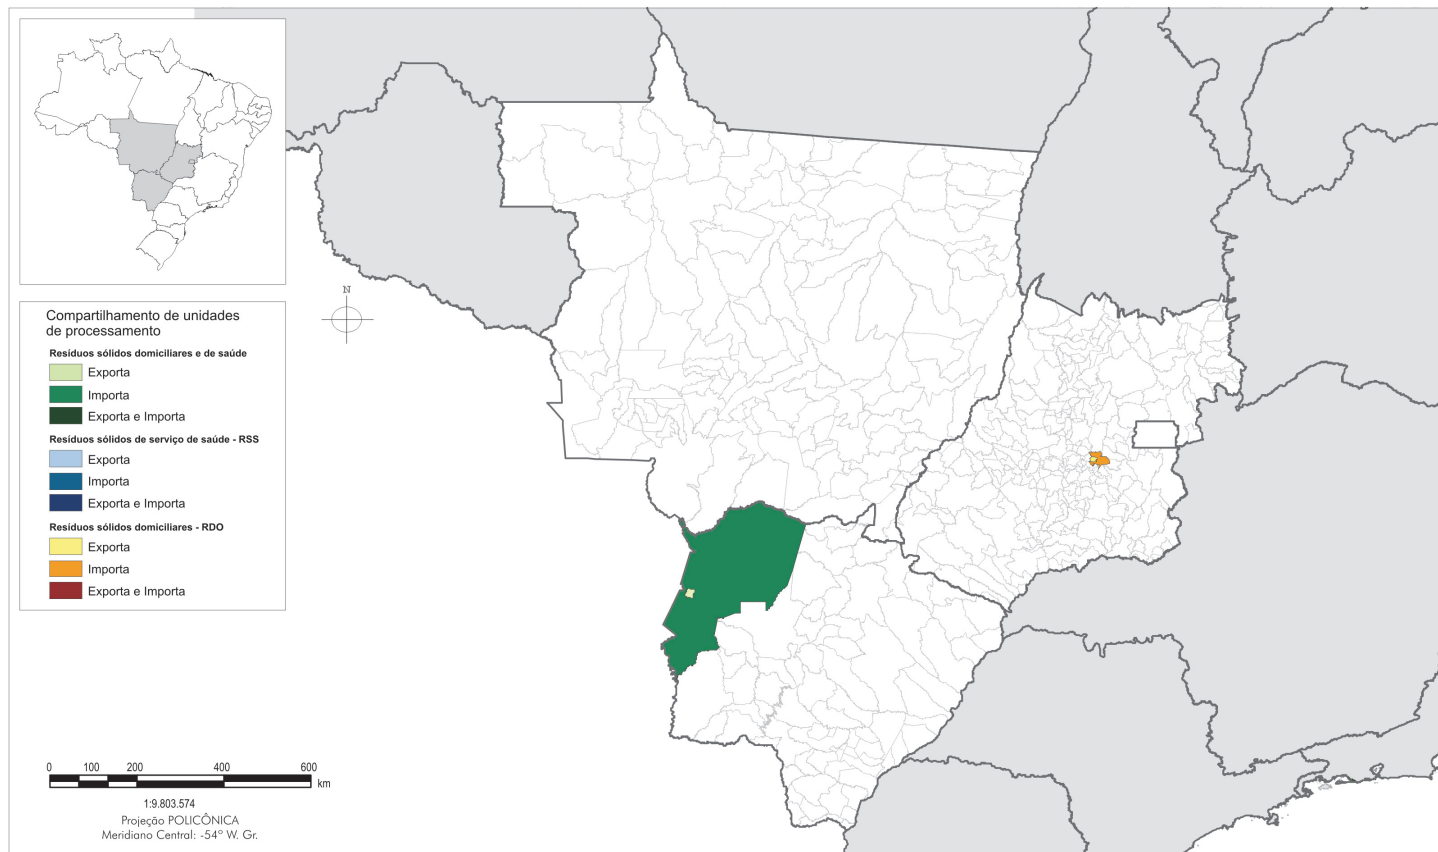 N
Compartilhamento de unidades
de processamento
Resíduos sólidos domiciliares e de saúde
Exporta
Importa
Exporta e Importa
Resíduos sólidos de serviço de saúde - RSS
Exporta
Importa
Exporta e Importa
Resíduos sólidos domiciliares - RDO
Exporta
Importa
Exporta e Importa
0 100 200 400 600
km
1:9.803.574
Projeção POLICÔNICA
Meridiano Central: -54º W. Gr.